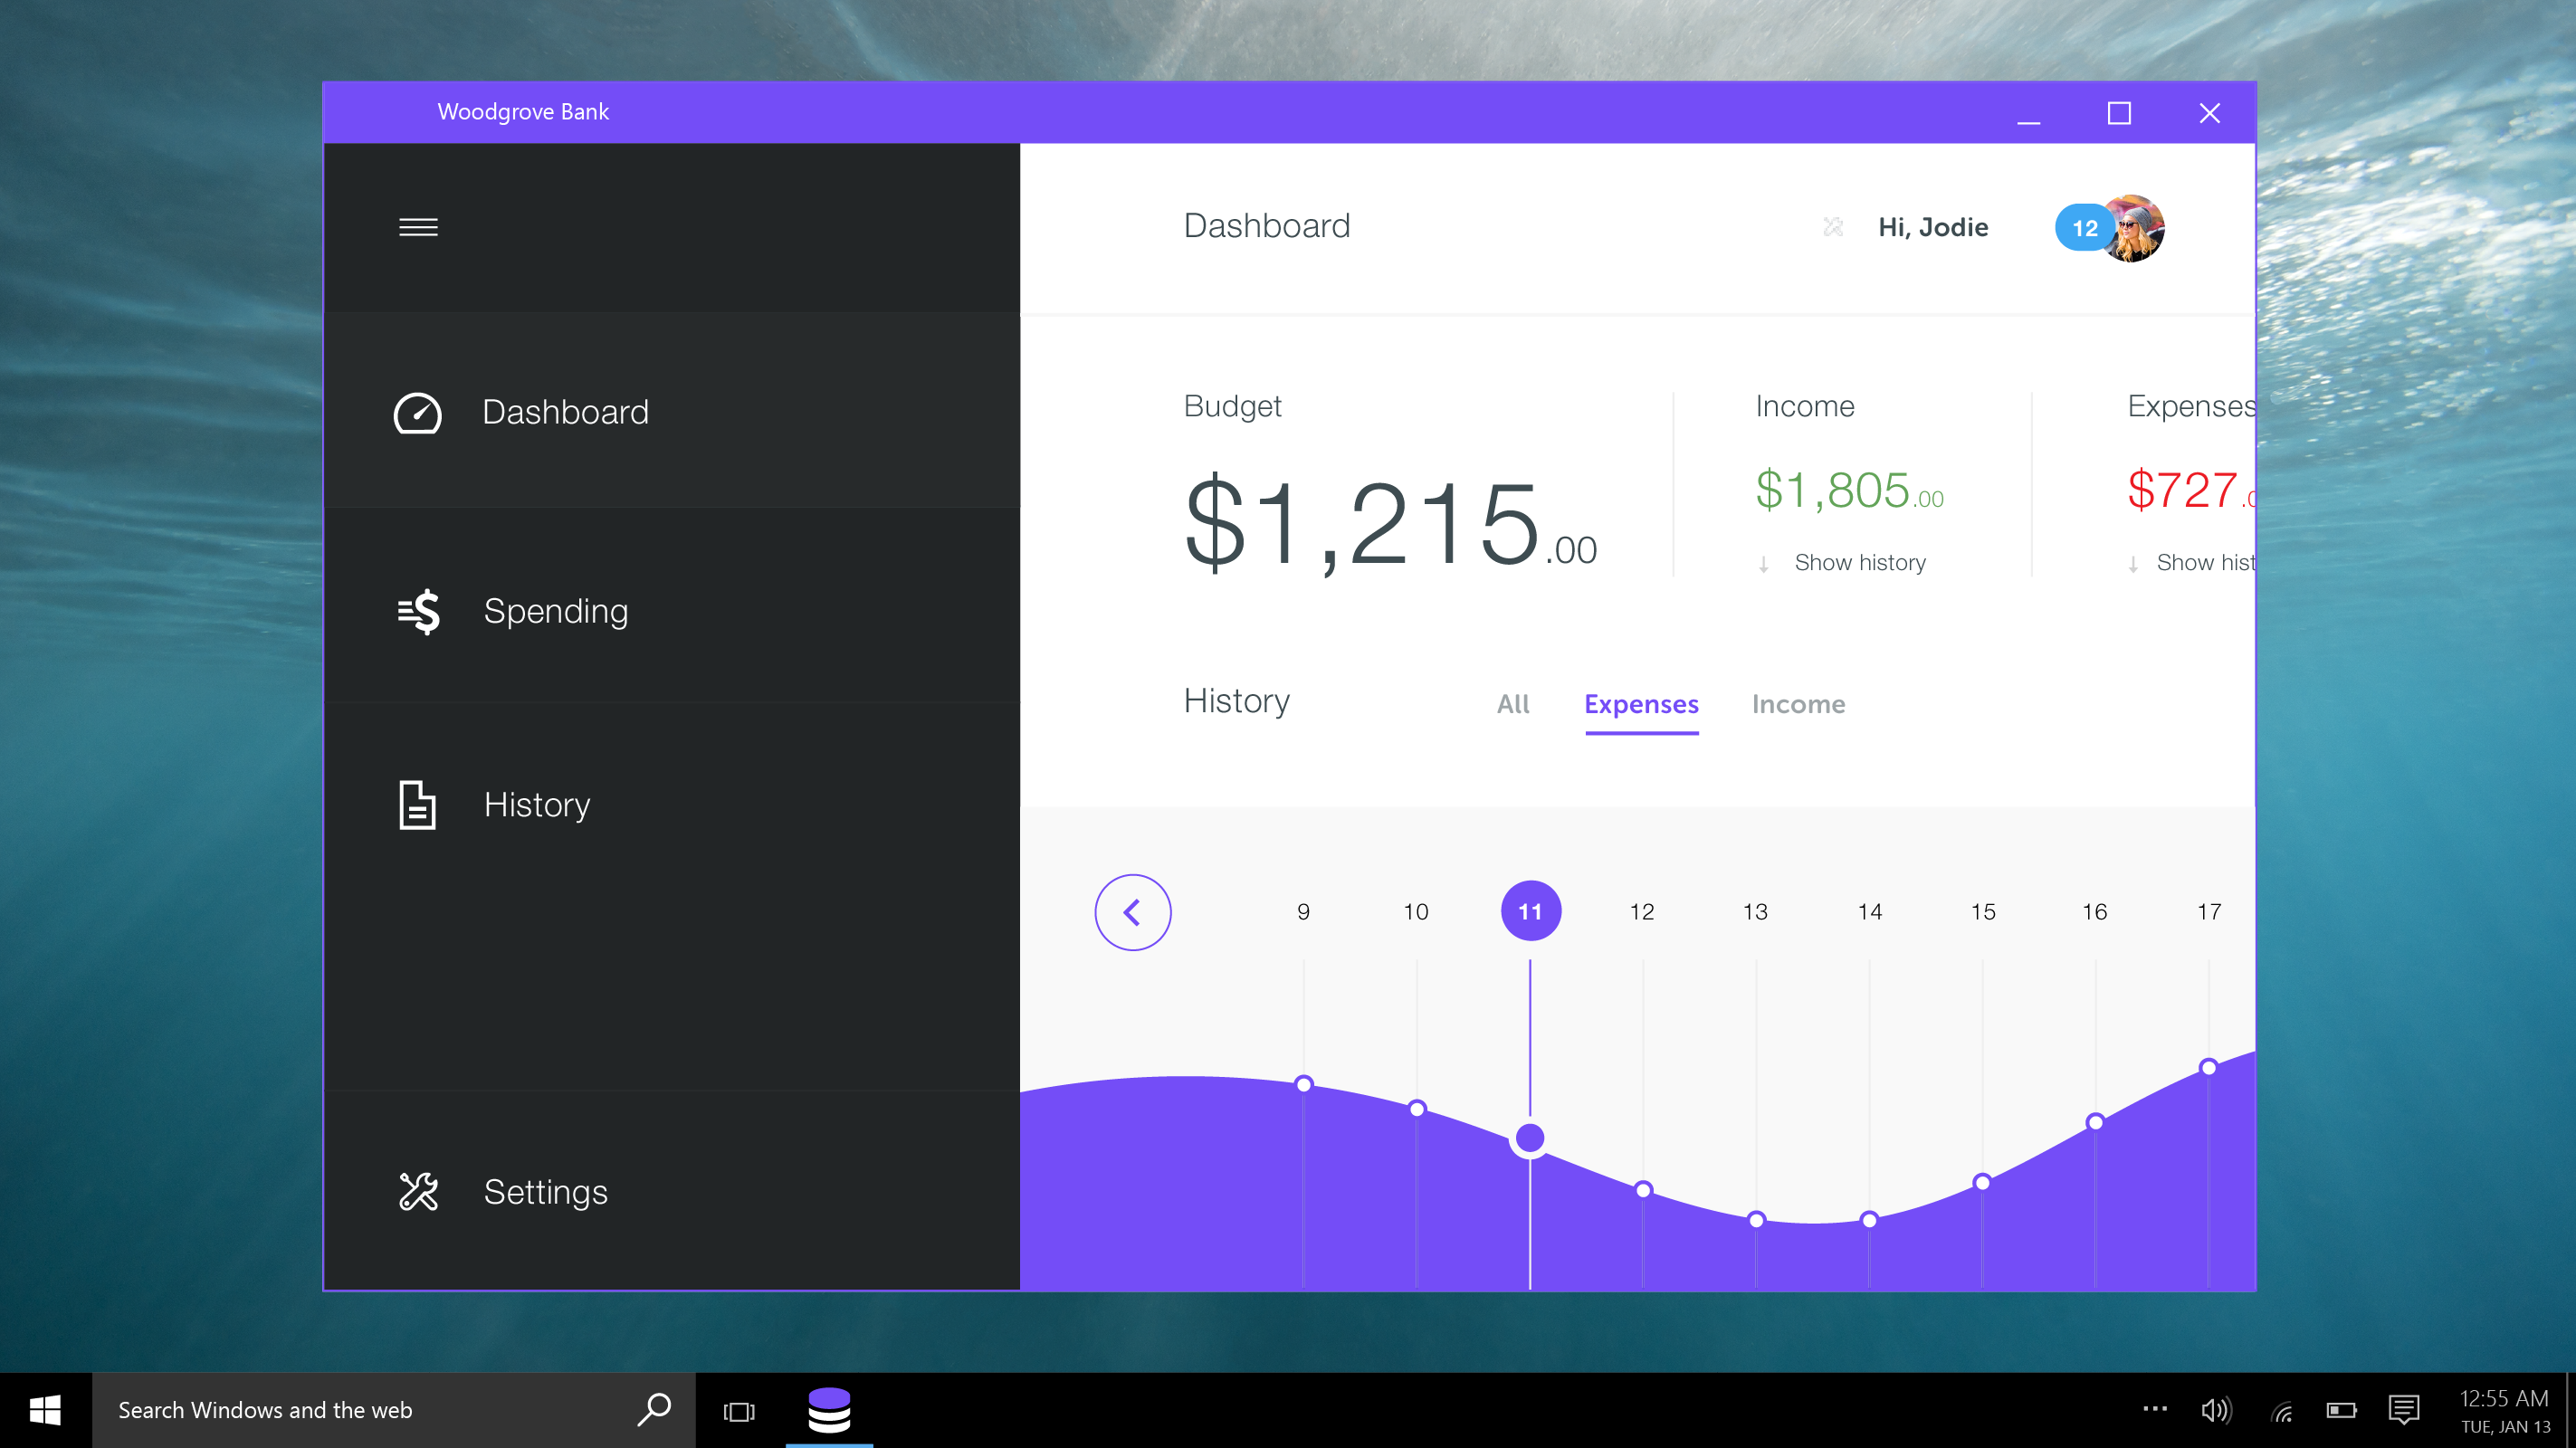 Woodgrove Bank
Dashboard
Hi, Jodie
12
Dashboard
Spending
History
Settings
Budget
$1,215.00
Income
$1,805.00
Show history
Expenses
$727.0
Show hist
History
All Expenses Income
9 10 11 12 13 14 15 16 17
Search Windows and the web
12:55 AM
TUE, JAN 13